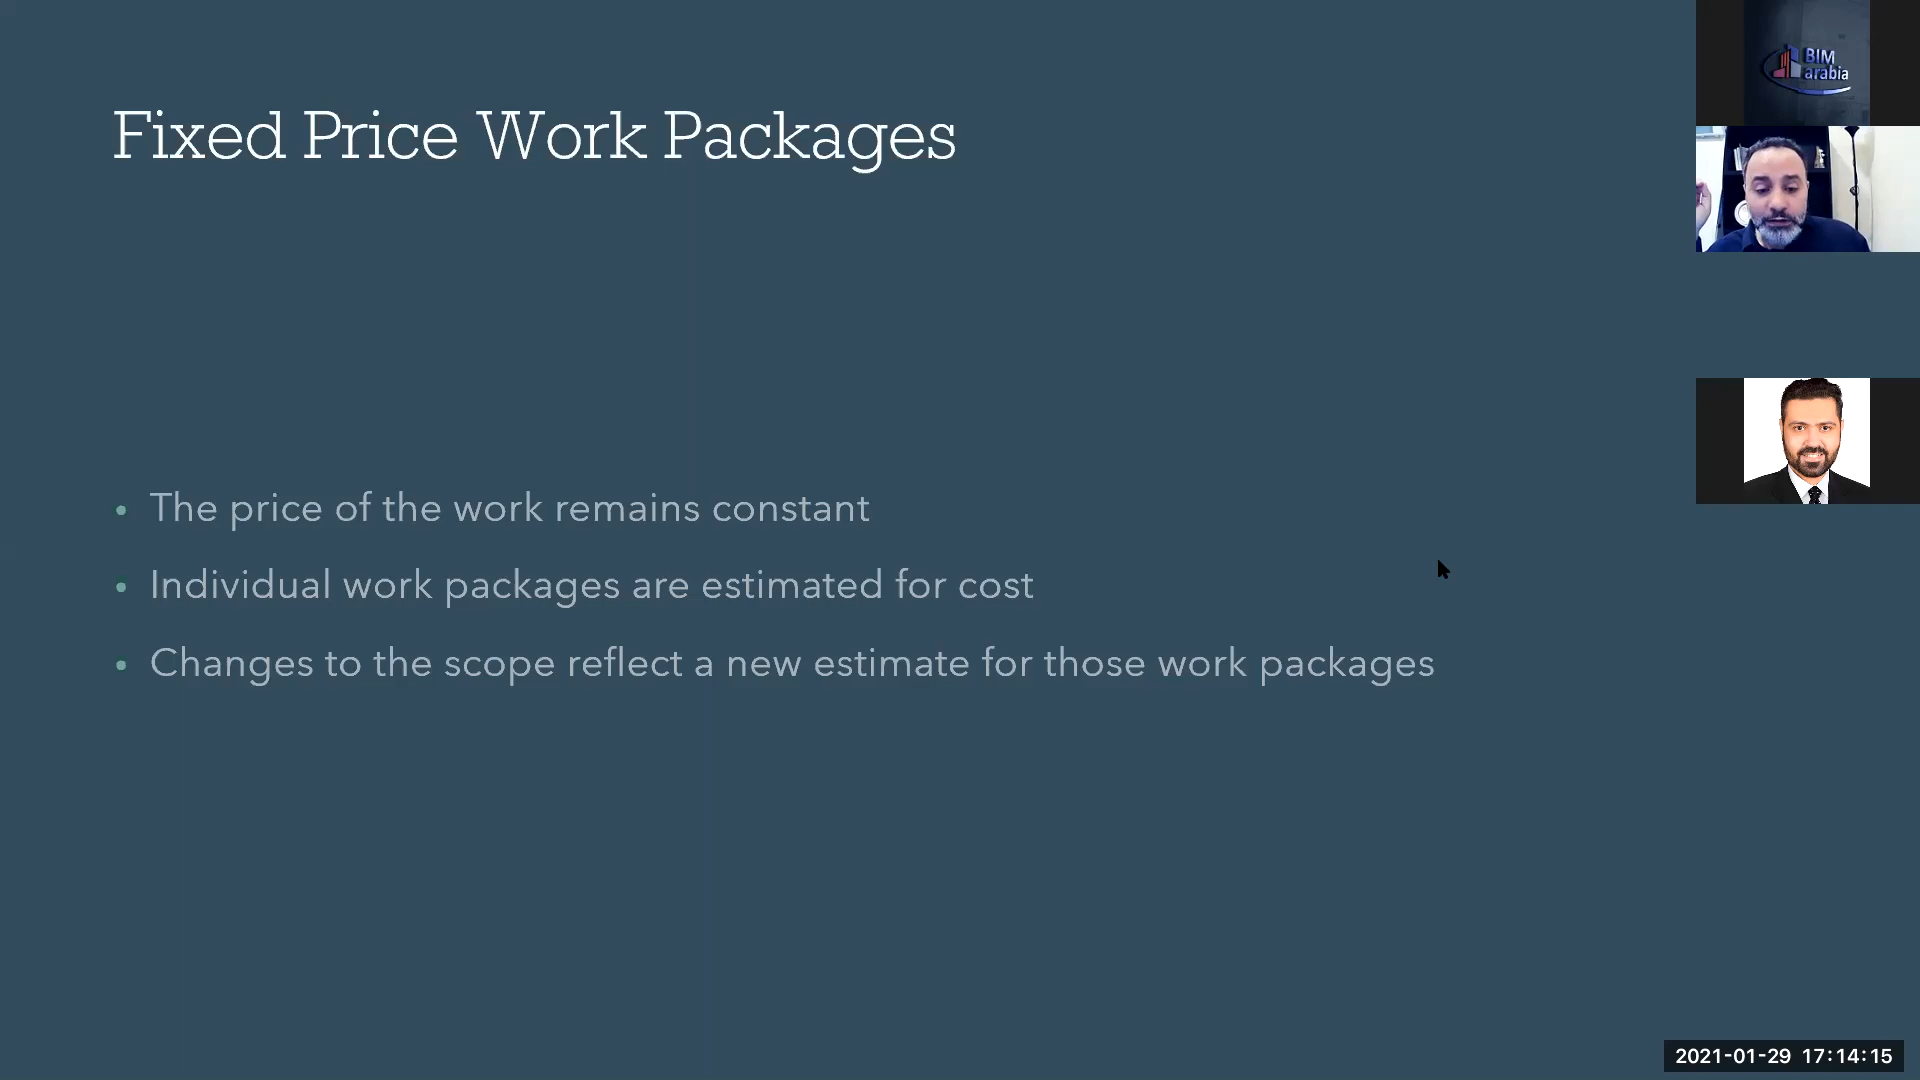 Fixed Price Work Packages
BIM
arabia
• The price of the work remains constant
• Individual work packages are estimated for cost
• Changes to the scope reflect a new estimate for those work packages
2021-01-29 17:14:15